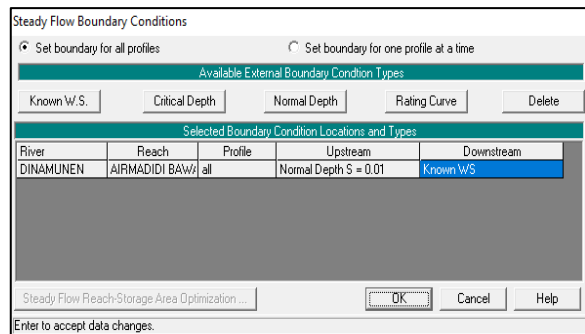 Steady Flow Boundary Conditions
Set boundary for all profiles Set boundary for one profile at a time
Available External Boundary Condtion Types
Known W.S. Critical Depth Normal Depth Rating Curve Delete
Selected Boundary Condition Locations and Types
River Reach Profile Upstream Downstream
DINAMUNEN AIRMADIDI BAWA all Normal Depth S = 0.01 Known WS
Steady Flow Reach-Storage Area Optimization ... OK Cancel Help
Enter to accept data changes.